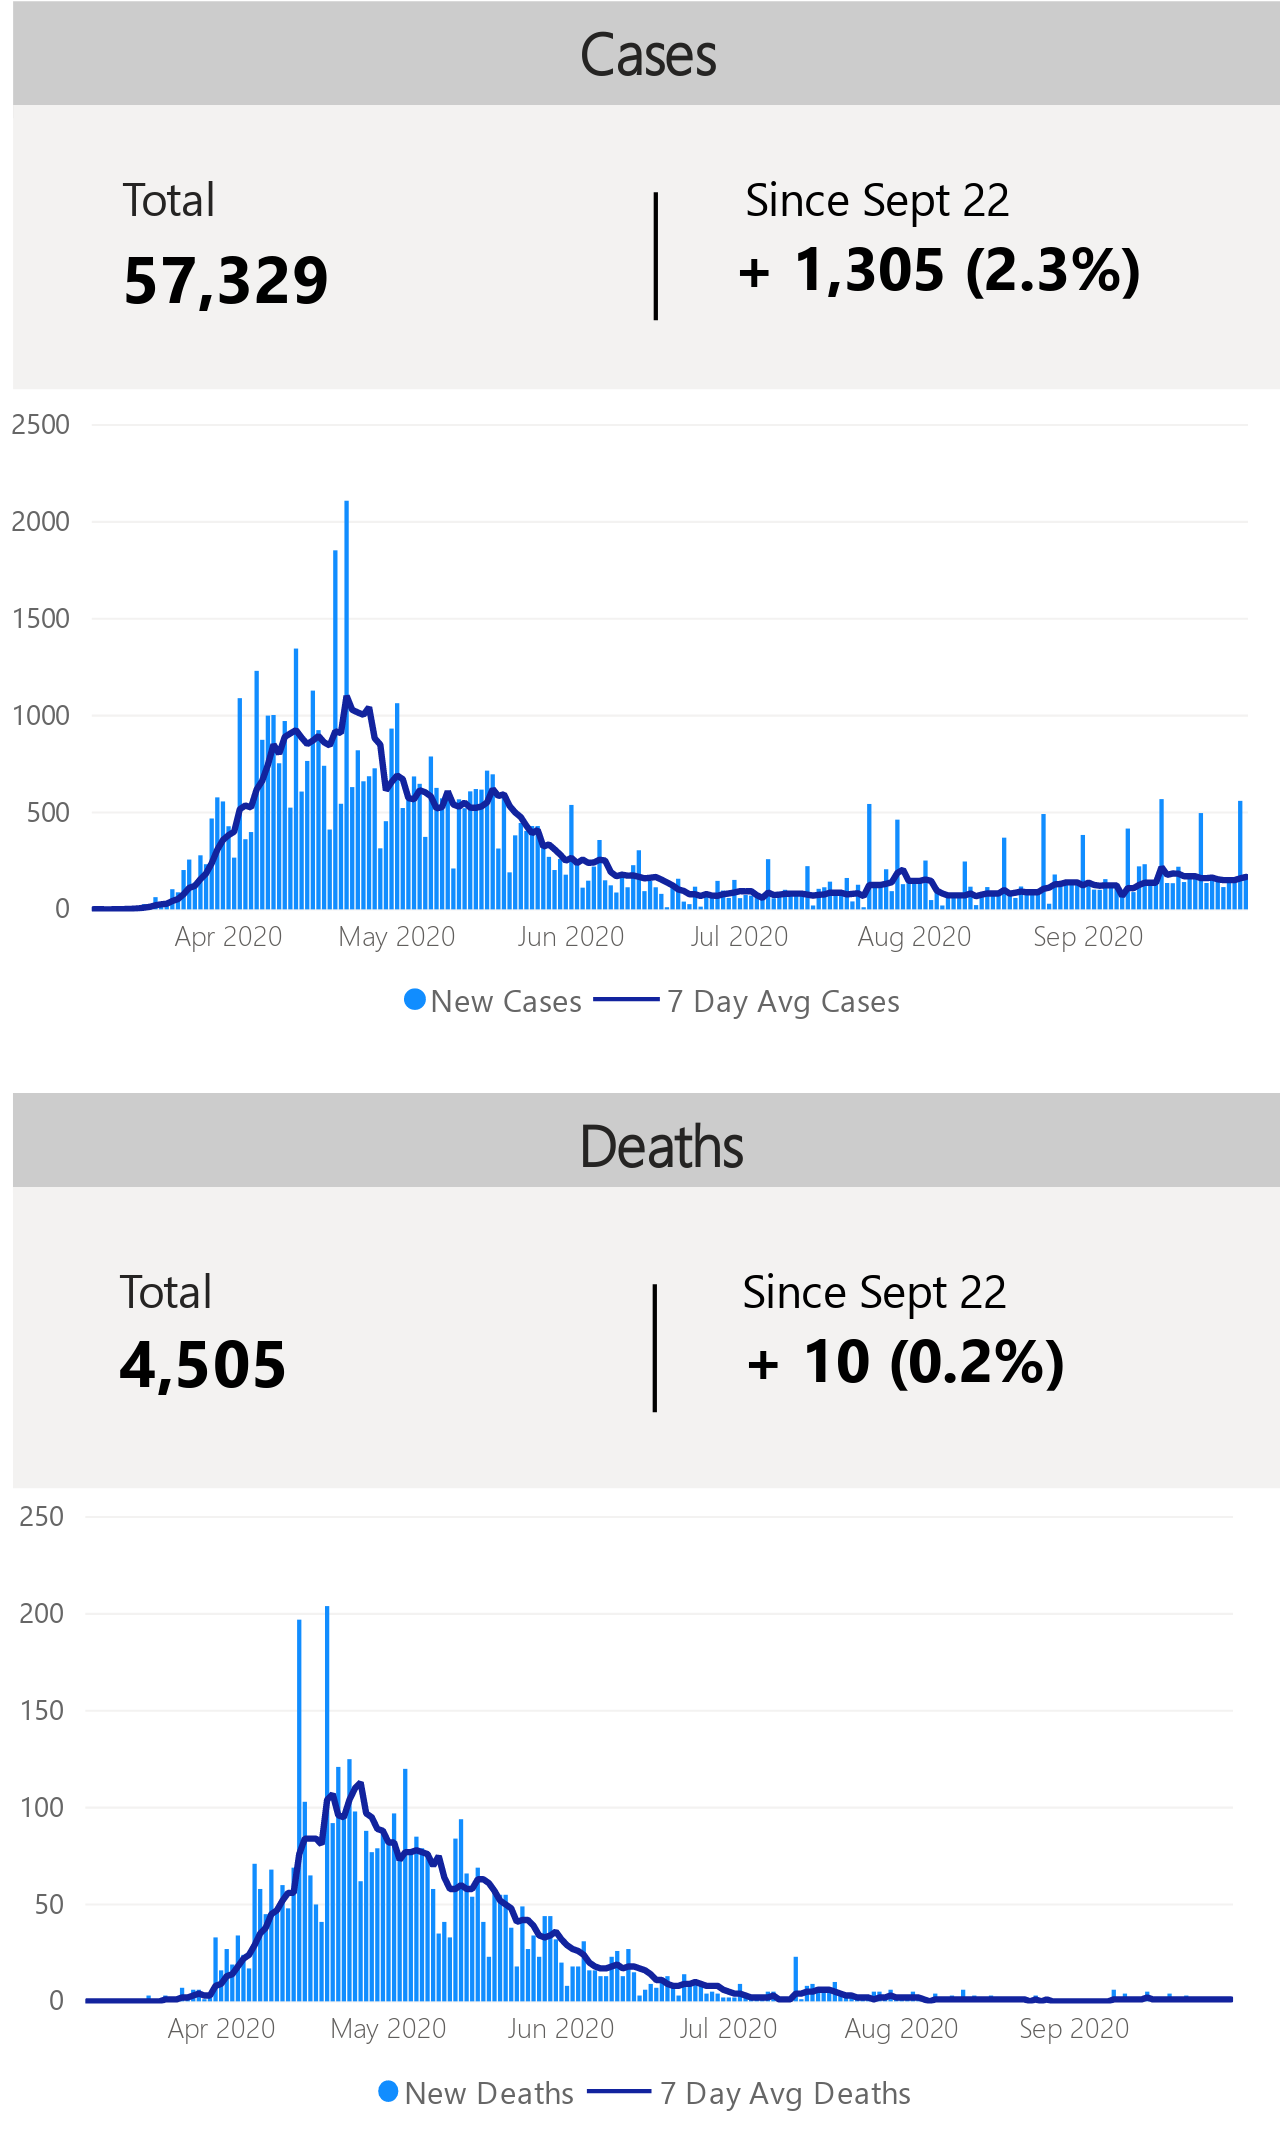 Cases
Total
Since Sept 22
57,329
+ 1,305 (2.3%)
2500
2000
1500
1000
500
0
Apr 2020 May 2020 Jun 2020 Jul 2020 Aug 2020 Sep 2020
New Cases 7 Day Avg Cases
Deaths
Total
Since Sept 22
4,505
+ 10 (0.2%)
250
200
150
100
50
0
Apr 2020 May 2020 Jun 2020 Jul 2020 Aug 2020 Sep 2020
New Deaths 7 Day Avg Deaths